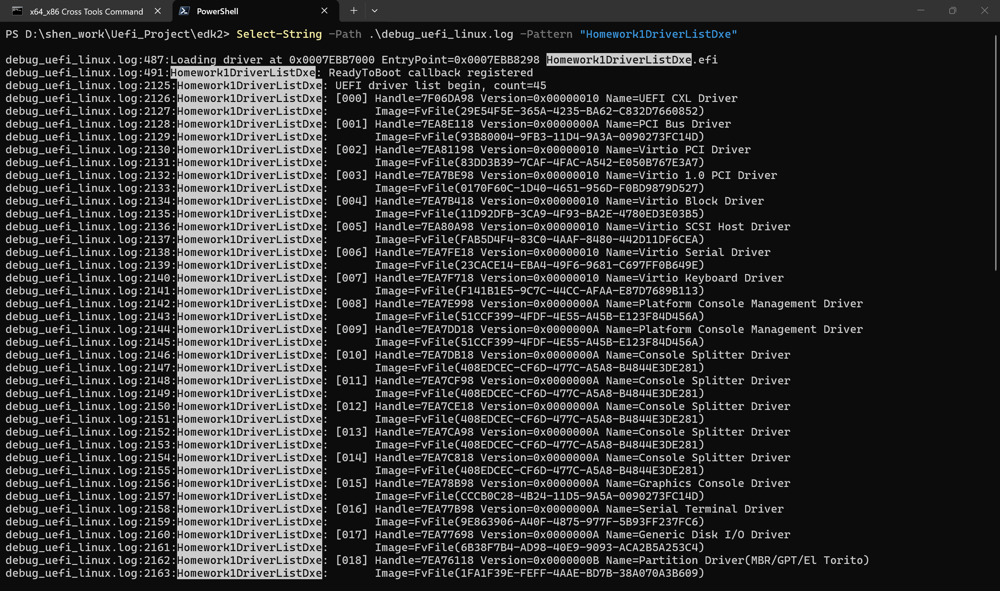 x64_x86 Cross Tools Command
PowerShell
PS D:\shen_work\Uefi_Project\edk2> Select-String -Path .\debug_uefi_linux.log -Pattern "Homework1DriverListDxe"
debug_uefi_linux.log:487:Loading driver at 0x0007EBB7000 EntryPoint=0x0007EBB8298 Homework1DriverListDxe.efi
debug_uefi_linux.log:491:Homework1DriverListDxe: ReadyToBoot callback registered
debug_uefi_linux.log:2125:Homework1DriverListDxe: UEFI driver list begin, count=45
debug_uefi_linux.log:2126:Homework1DriverListDxe: [000] Handle=7F06DA98 Version=0x00000010 Name=UEFI CXL Driver
debug_uefi_linux.log:2127:Homework1DriverListDxe:       Image=FvFile(29E54F5E-365A-4235-BA62-C832D7660852)
debug_uefi_linux.log:2128:Homework1DriverListDxe: [001] Handle=7EA8E118 Version=0x0000000A Name=PCI Bus Driver
debug_uefi_linux.log:2129:Homework1DriverListDxe:       Image=FvFile(93B80004-9FB3-11D4-9A3A-0090273FC14D)
debug_uefi_linux.log:2130:Homework1DriverListDxe: [002] Handle=7EA81198 Version=0x00000010 Name=Virtio PCI Driver
debug_uefi_linux.log:2131:Homework1DriverListDxe:       Image=FvFile(83DD3B39-7CAF-4FAC-A542-E050B767E3A7)
debug_uefi_linux.log:2132:Homework1DriverListDxe: [003] Handle=7EA7BE98 Version=0x00000010 Name=Virtio 1.0 PCI Driver
debug_uefi_linux.log:2133:Homework1DriverListDxe:       Image=FvFile(0170F60C-1D40-4651-956D-F0BD9879D527)
debug_uefi_linux.log:2134:Homework1DriverListDxe: [004] Handle=7EA7B418 Version=0x00000010 Name=Virtio Block Driver
debug_uefi_linux.log:2135:Homework1DriverListDxe:       Image=FvFile(11D92DFB-3CA9-4F93-BA2E-4780ED3E03B5)
debug_uefi_linux.log:2136:Homework1DriverListDxe: [005] Handle=7EA80A98 Version=0x00000010 Name=Virtio SCSI Host Driver
debug_uefi_linux.log:2137:Homework1DriverListDxe:       Image=FvFile(FAB5D4F4-83C0-4AAF-8480-442D11DF6CEA)
debug_uefi_linux.log:2138:Homework1DriverListDxe: [006] Handle=7EA7FE18 Version=0x00000010 Name=Virtio Serial Driver
debug_uefi_linux.log:2139:Homework1DriverListDxe:       Image=FvFile(23CACE14-EBA4-49F6-9681-C697FF0B649E)
debug_uefi_linux.log:2140:Homework1DriverListDxe: [007] Handle=7EA7F718 Version=0x00000010 Name=Virtio Keyboard Driver
debug_uefi_linux.log:2141:Homework1DriverListDxe:       Image=FvFile(F141B1E5-9C7C-44CC-AFAA-E87D7689B113)
debug_uefi_linux.log:2142:Homework1DriverListDxe: [008] Handle=7EA7E998 Version=0x0000000A Name=Platform Console Management Driver
debug_uefi_linux.log:2143:Homework1DriverListDxe:       Image=FvFile(51CCF399-4FDF-4E55-A45B-E123F84D456A)
debug_uefi_linux.log:2144:Homework1DriverListDxe: [009] Handle=7EA7DD18 Version=0x0000000A Name=Platform Console Management Driver
debug_uefi_linux.log:2145:Homework1DriverListDxe:       Image=FvFile(51CCF399-4FDF-4E55-A45B-E123F84D456A)
debug_uefi_linux.log:2146:Homework1DriverListDxe: [010] Handle=7EA7DB18 Version=0x0000000A Name=Console Splitter Driver
debug_uefi_linux.log:2147:Homework1DriverListDxe:       Image=FvFile(408EDCEC-CF6D-477C-A5A8-B4844E3DE281)
debug_uefi_linux.log:2148:Homework1DriverListDxe: [011] Handle=7EA7CF98 Version=0x0000000A Name=Console Splitter Driver
debug_uefi_linux.log:2149:Homework1DriverListDxe:       Image=FvFile(408EDCEC-CF6D-477C-A5A8-B4844E3DE281)
debug_uefi_linux.log:2150:Homework1DriverListDxe: [012] Handle=7EA7CE18 Version=0x0000000A Name=Console Splitter Driver
debug_uefi_linux.log:2151:Homework1DriverListDxe:       Image=FvFile(408EDCEC-CF6D-477C-A5A8-B4844E3DE281)
debug_uefi_linux.log:2152:Homework1DriverListDxe: [013] Handle=7EA7CA98 Version=0x0000000A Name=Console Splitter Driver
debug_uefi_linux.log:2153:Homework1DriverListDxe:       Image=FvFile(408EDCEC-CF6D-477C-A5A8-B4844E3DE281)
debug_uefi_linux.log:2154:Homework1DriverListDxe: [014] Handle=7EA7C818 Version=0x0000000A Name=Console Splitter Driver
debug_uefi_linux.log:2155:Homework1DriverListDxe:       Image=FvFile(408EDCEC-CF6D-477C-A5A8-B4844E3DE281)
debug_uefi_linux.log:2156:Homework1DriverListDxe: [015] Handle=7EA78B98 Version=0x0000000A Name=Graphics Console Driver
debug_uefi_linux.log:2157:Homework1DriverListDxe:       Image=FvFile(CCCB0C28-4B24-11D5-9A5A-0090273FC14D)
debug_uefi_linux.log:2158:Homework1DriverListDxe: [016] Handle=7EA77B98 Version=0x0000000A Name=Serial Terminal Driver
debug_uefi_linux.log:2159:Homework1DriverListDxe:       Image=FvFile(9E863906-A40F-4875-977F-5B93FF237FC6)
debug_uefi_linux.log:2160:Homework1DriverListDxe: [017] Handle=7EA77698 Version=0x0000000A Name=Generic Disk I/O Driver
debug_uefi_linux.log:2161:Homework1DriverListDxe:       Image=FvFile(6B38F7B4-AD98-40E9-9093-ACA2B5A253C4)
debug_uefi_linux.log:2162:Homework1DriverListDxe: [018] Handle=7EA76118 Version=0x0000000B Name=Partition Driver(MBR/GPT/El Torito)
debug_uefi_linux.log:2163:Homework1DriverListDxe:       Image=FvFile(1FA1F39E-FEFF-4AAE-BD7B-38A070A3B609)